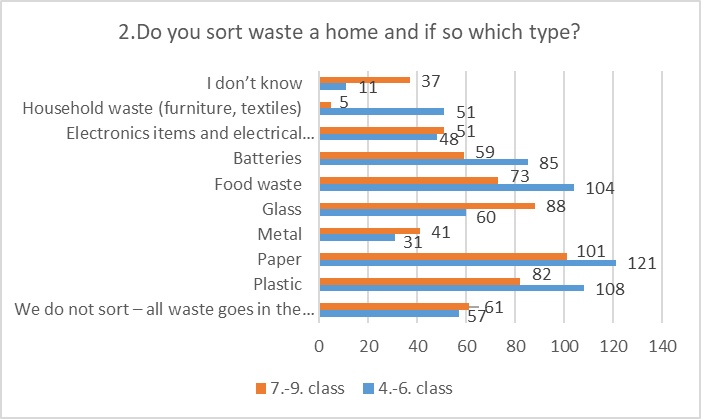 2.Do you sort waste a home and if so which type?
I don’t know 37 11
Household waste (furniture, textiles) 5 51
Electronics items and electrical… 51 48
Batteries 59 85
Food waste 73 104
Glass 88 60
Metal 41 31
Paper 101 121
Plastic 82 108
We do not sort – all waste goes in the… 61 57
0 20 40 60 80 100 120 140
7.-9. class 4.-6. class